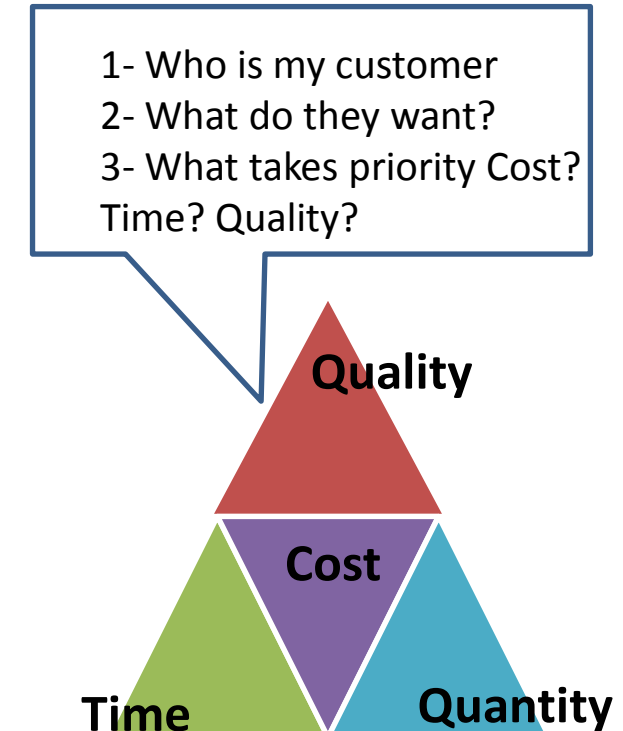 1- Who is my customer
2- What do they want?
3- What takes priority Cost?
Time? Quality?
Quality
Cost
Time
Quantity